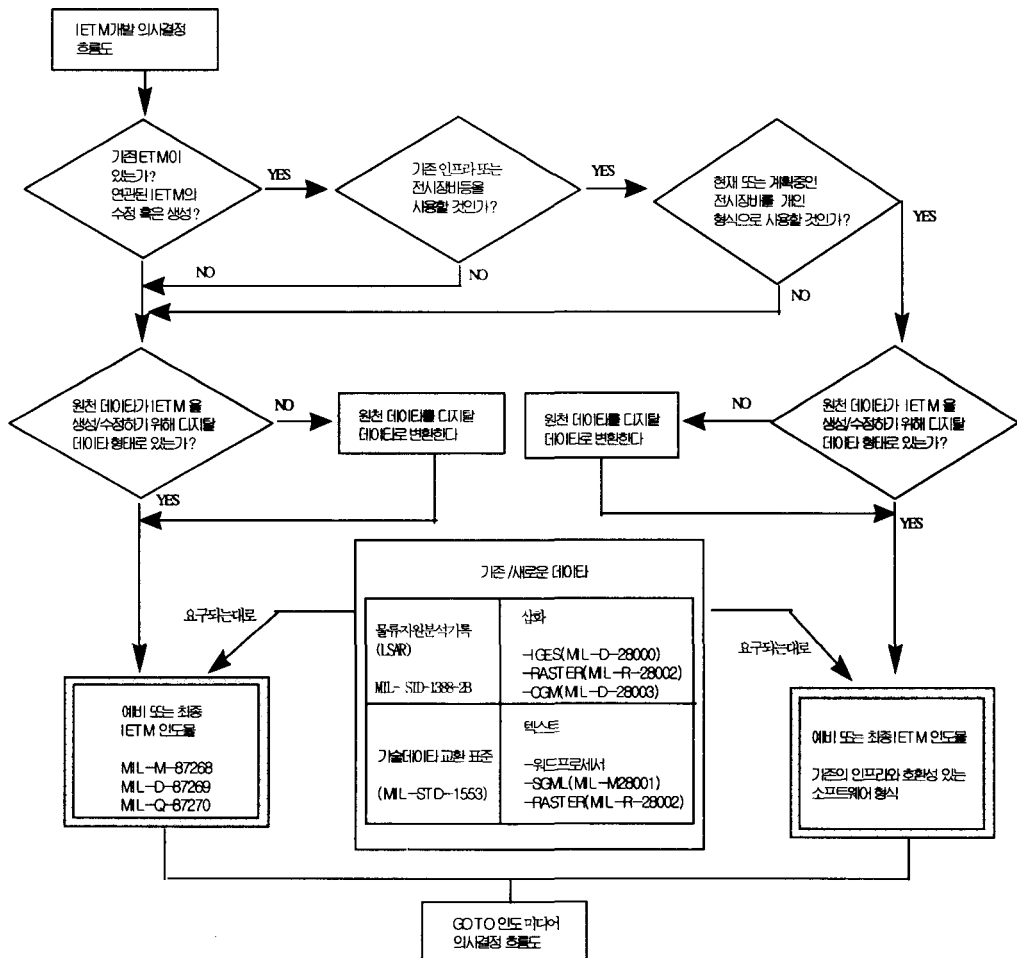 IETM개발 의사결정
흐름도
기존IETM이
있는가?
연관된 IETM의
수정 혹은 생성?
YES
기존 인프라 또는
전시장비등을
사용할 것인가?
YES
현재 또는 계획중인
전시장비를 개인
형식으로 사용할 것인가?
YES
NO
NO
NO
원천 데이타가 IETM 을
생성/수정하기 위해 디지탈
데이타 형태로 있는가?
NO
원천 데이타를 디지탈
데이타로 변환한다
원천 데이타를 디지탈
데이타로 변환한다
NO
원천 데이타가 IETM 을
생성/수정하기 위해 디지탈
데이타 형태로 있는가?
YES
YES
기존 /새로운 데이타
요구되는대로
물류지원분석기록
(LSAR)
MIL- STD-1388-2B
삽화
-IGES(MIL-D-28000)
-RASTER(MIL-R-28002)
-CGM(MIL-D-28003)
요구되는대로
기술데이타 교환 표준
(MIL-STD-1553)
텍스트
-워드프로세서
-SGML(MIL-M28001)
-RASTER(MIL-R-28002)
예비 또는 최종
IETM 인도물
MIL-M-87268
MIL-D-87269
MIL-Q-87270
예비 또는 최종 IETM 인도물
기존의 인프라와 호환성 있는
소프트웨어 형식
GOTO 인도 미디어
의사결정 흐름도